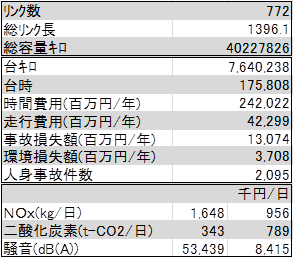 リンク数 772
総リンク長 1396.1
総容量キロ 40227826
台キロ 7,640,238
台時 175,808
時間費用(百万円/年) 242,022
走行費用(百万円/年) 42,299
事故損失額(百万円/年) 13,074
環境損失額(百万円/年) 3,708
人身事故件数 2,095
千円/日
NOx(kg/日) 1,648 956
二酸化炭素(t-CO2/日) 343 789
騒音(dB(A)) 53,439 8,415